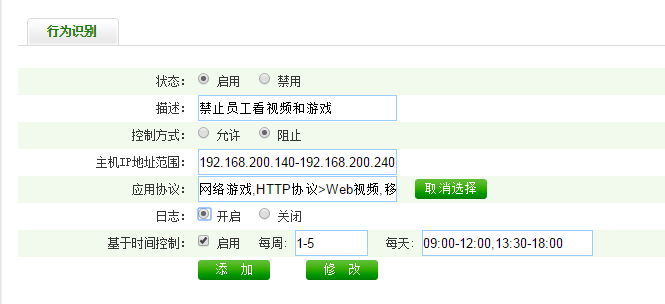 行为识别
状态： 启用 禁用
描述： 禁止员工看视频和游戏
控制方式： 允许 阻止
主机IP地址范围： 192.168.200.140-192.168.200.240
应用协议： 网络游戏,HTTP协议>Web视频,移 取消选择
日志： 开启 关闭
基于时间控制： 启用 每周: 1-5 每天: 09:00-12:00,13:30-18:00
添 加 修 改